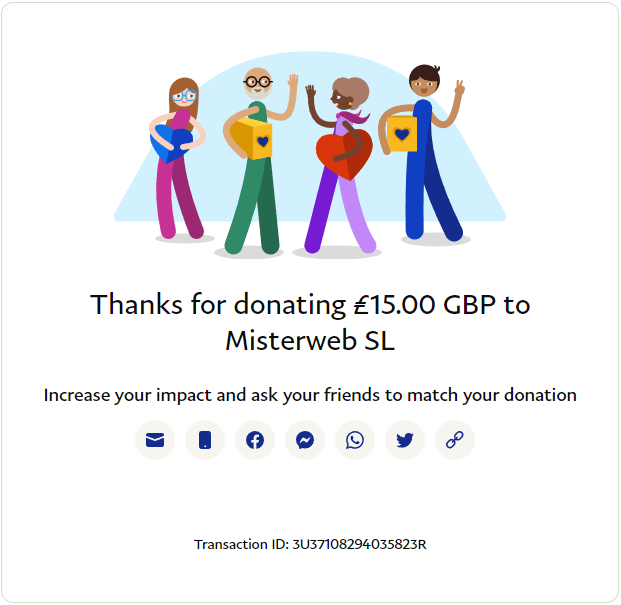 Thanks for donating £15.00 GBP to
Misterweb SL
Increase your impact and ask your friends to match your donation
Transaction ID: 3U37108294035823R